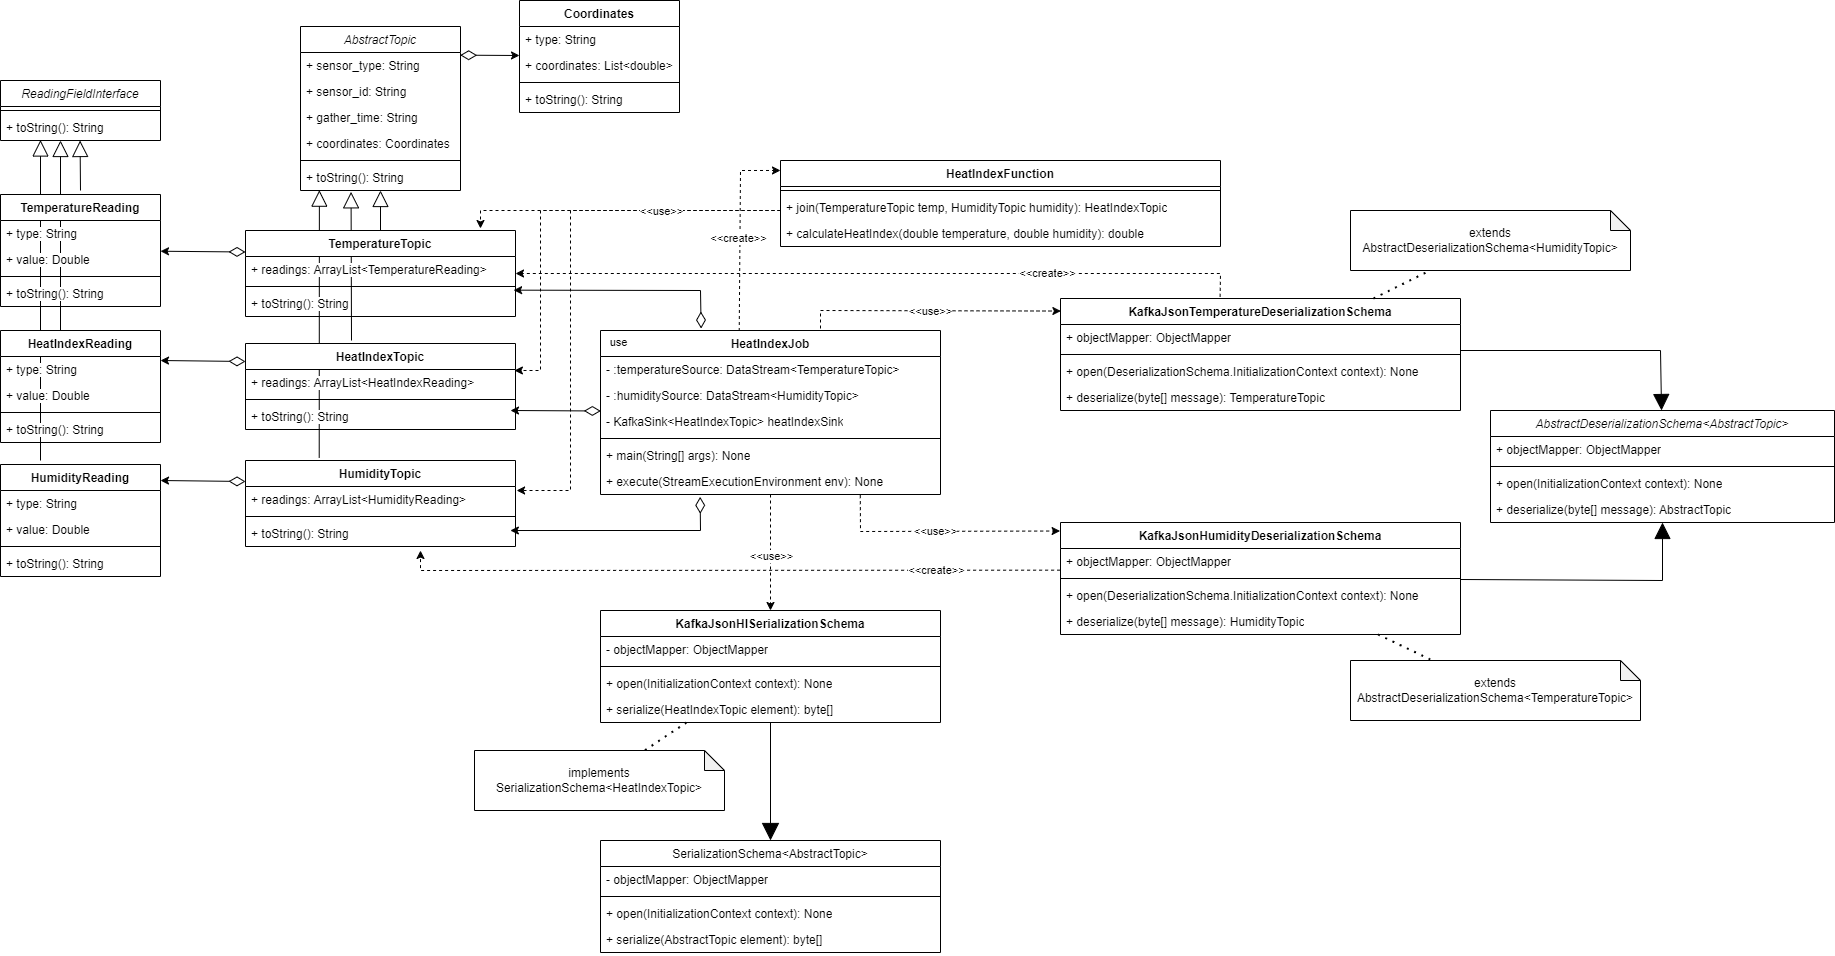 Coordinates
+ type: String
+ coordinates: List<double>
+ toString(): String
AbstractTopic
+ sensor_type: String
+ sensor_id: String
+ gather_time: String
+ coordinates: Coordinates
+ toString(): String
ReadingFieldInterface
+ toString(): String
TemperatureReading
+ type: String
+ value: Double
+ toString(): String
HeatIndexReading
+ type: String
+ value: Double
+ toString(): String
HumidityReading
+ type: String
+ value: Double
+ toString(): String
TemperatureTopic
+ readings: ArrayList<TemperatureReading>
+ toString(): String
HeatIndexTopic
+ readings: ArrayList<HeatIndexReading>
+ toString(): String
HumidityTopic
+ readings: ArrayList<HumidityReading>
+ toString(): String
HeatIndexFunction
+ join(TemperatureTopic temp, HumidityTopic humidity): HeatIndexTopic
+ calculateHeatIndex(double temperature, double humidity): double
<<use>>
<<create>>
<<create>>
<<use>>
use
HeatIndexJob
- :temperatureSource: DataStream<TemperatureTopic>
- :humiditySource: DataStream<HumidityTopic>
- KafkaSink<HeatIndexTopic> heatIndexSink
+ main(String[] args): None
+ execute(StreamExecutionEnvironment env): None
<<use>>
<<use>>
<<create>>
extends
AbstractDeserializationSchema<HumidityTopic>
KafkaJsonTemperatureDeserializationSchema
+ objectMapper: ObjectMapper
+ open(DeserializationSchema.InitializationContext context): None
+ deserialize(byte[] message): TemperatureTopic
AbstractDeserializationSchema<AbstractTopic>
+ objectMapper: ObjectMapper
+ open(InitializationContext context): None
+ deserialize(byte[] message): AbstractTopic
KafkaJsonHumidityDeserializationSchema
+ objectMapper: ObjectMapper
+ open(DeserializationSchema.InitializationContext context): None
+ deserialize(byte[] message): HumidityTopic
extends
AbstractDeserializationSchema<TemperatureTopic>
KafkaJsonHISerializationSchema
- objectMapper: ObjectMapper
+ open(InitializationContext context): None
+ serialize(HeatIndexTopic element): byte[]
implements
SerializationSchema<HeatIndexTopic>
SerializationSchema<AbstractTopic>
- objectMapper: ObjectMapper
+ open(InitializationContext context): None
+ serialize(AbstractTopic element): byte[]